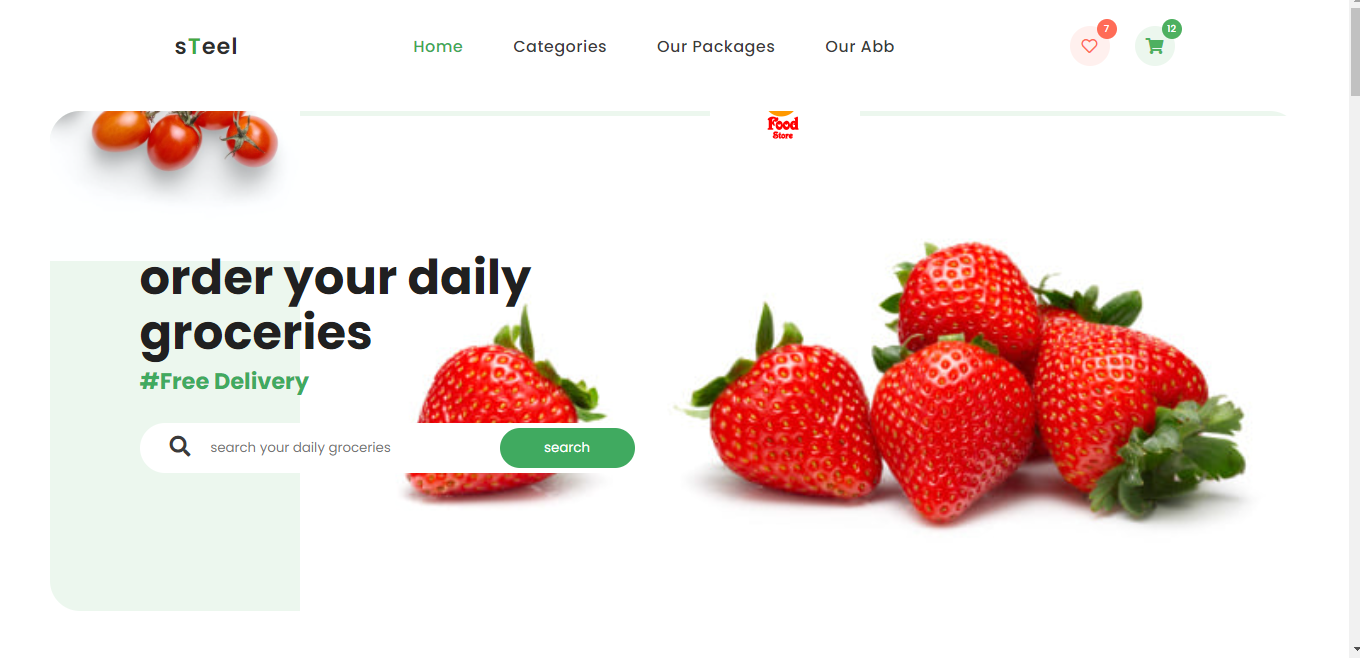 sTeel
Home
Categories
Our Packages
Our Abb
7
12
Food
Store
order your daily
groceries
#Free Delivery
search your daily groceries
search